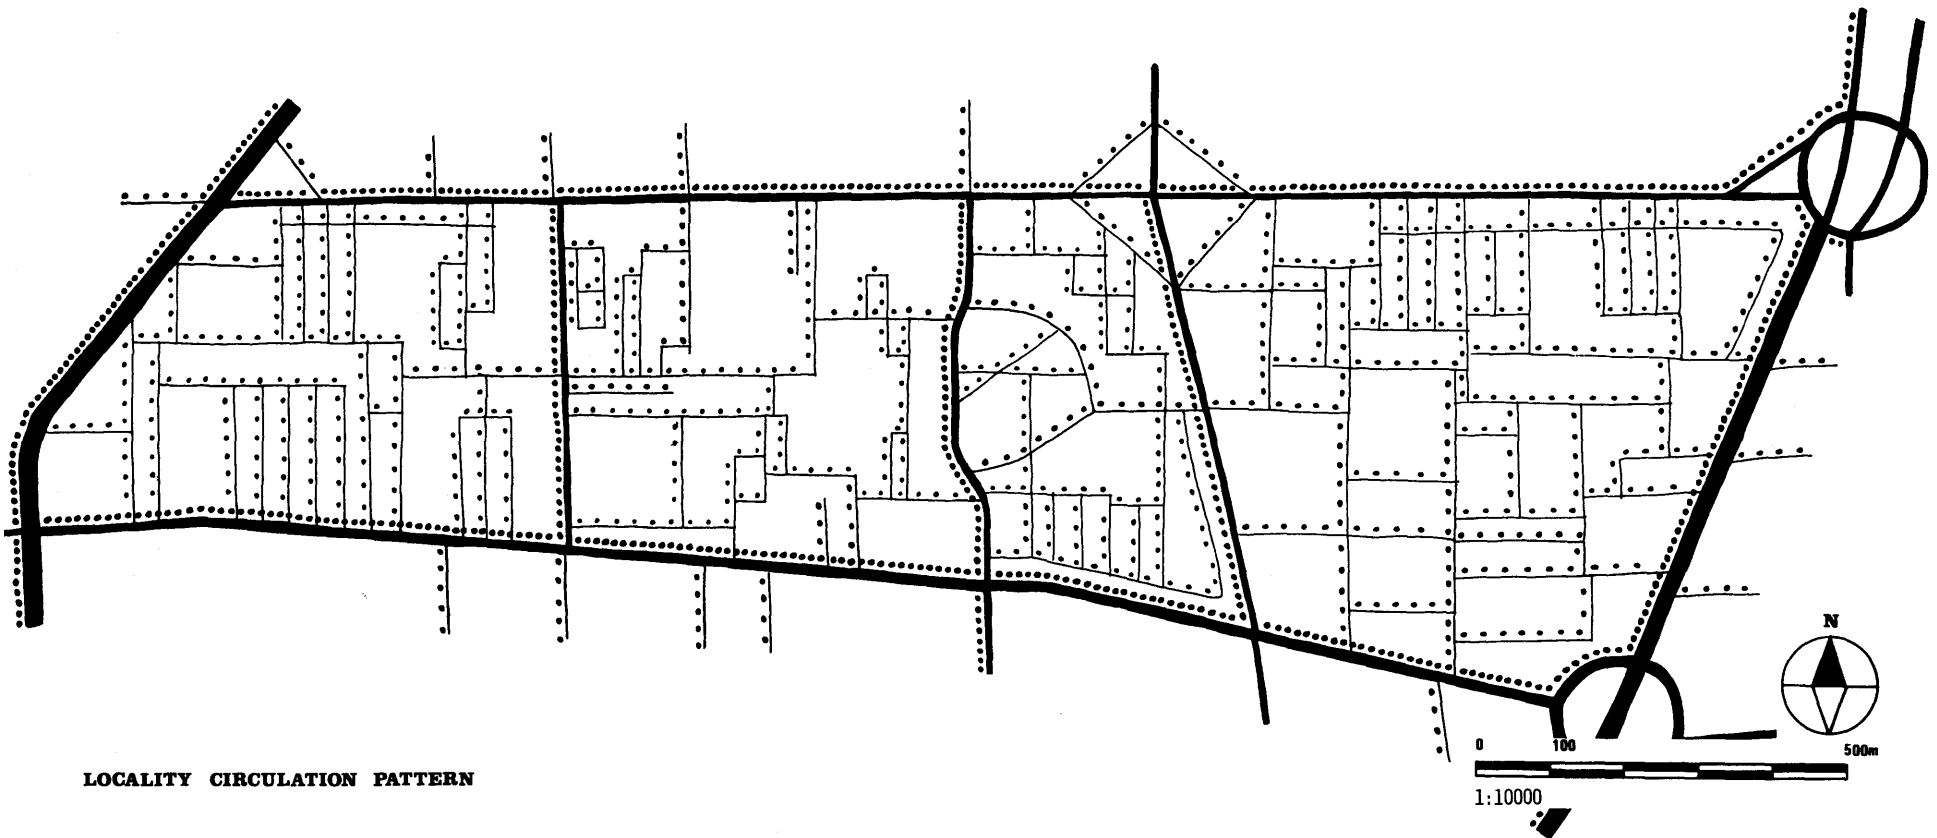 N
0 100 500m
1:10000
LOCALITY CIRCULATION PATTERN